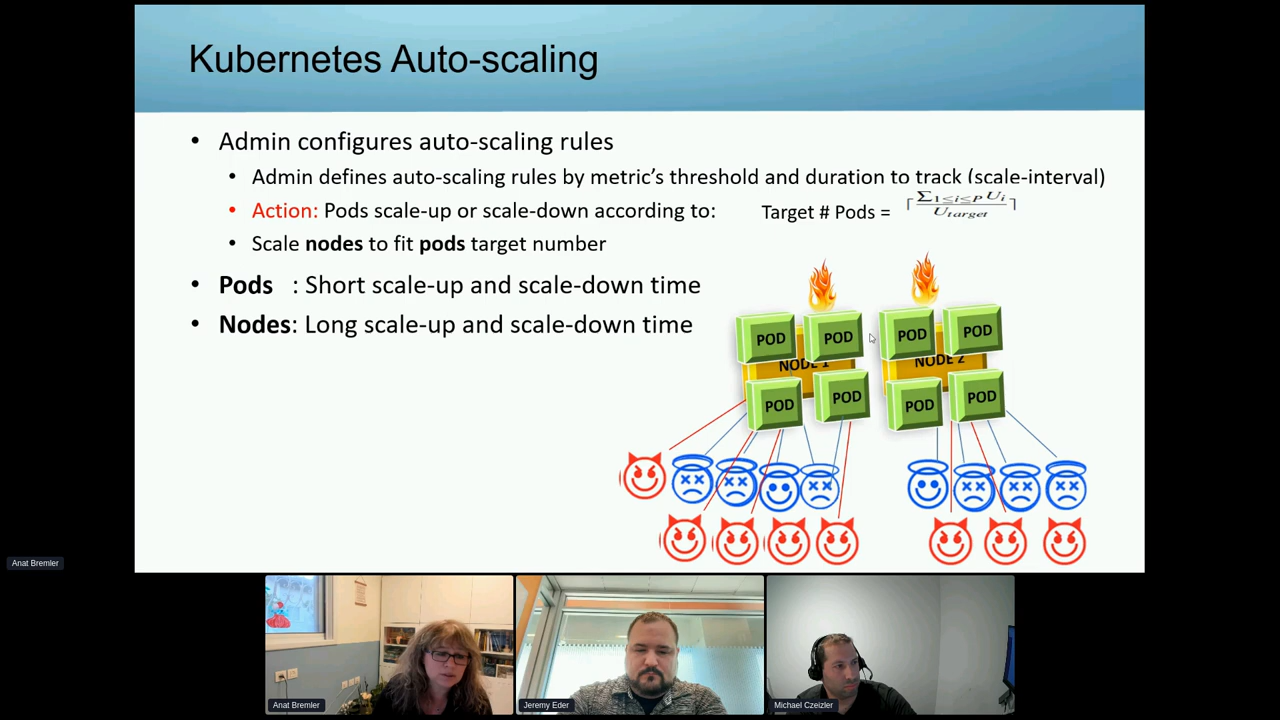 Kubernetes Auto-scaling
• Admin configures auto-scaling rules
• Admin defines auto-scaling rules by metric's threshold and duration to track (scale-interval)
• Action: Pods scale-up or scale-down according to: Target # Pods = ⌈Σ1≤i≤P Ui / Utarget⌉
• Scale nodes to fit pods target number
• Pods : Short scale-up and scale-down time
• Nodes: Long scale-up and scale-down time
POD POD POD POD
NODE 1 NODE 2
POD POD POD POD
Anat Bremler
Anat Bremler Jeremy Eder Michael Czeizler